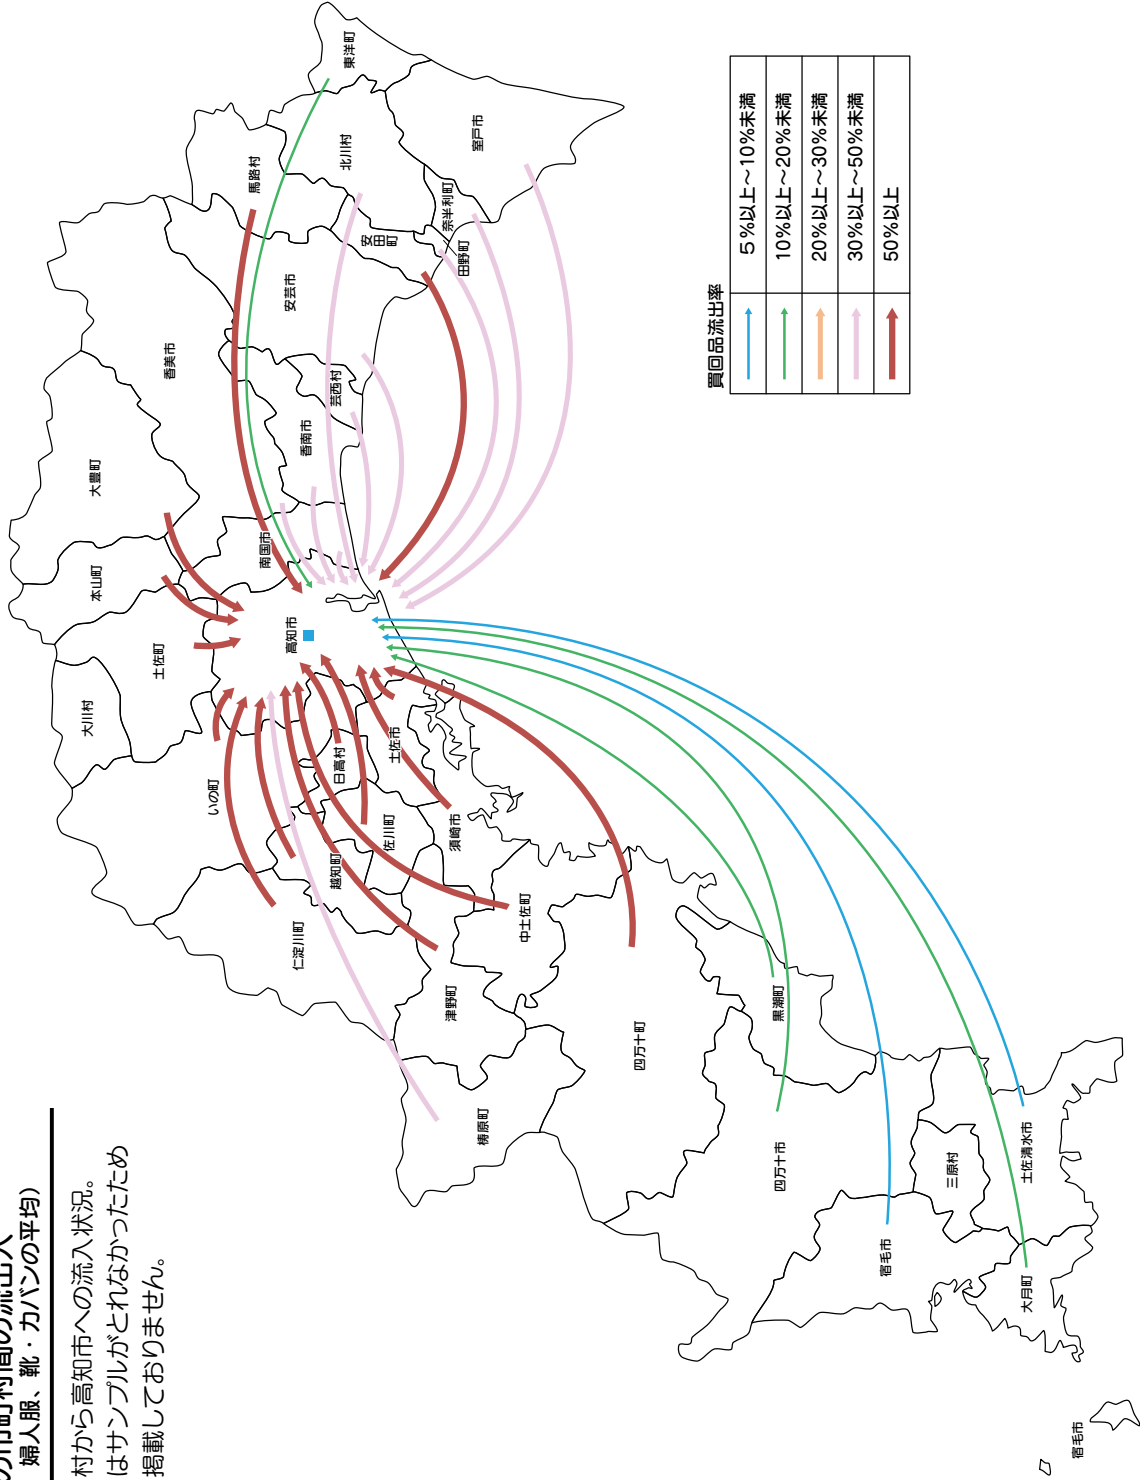 の市町村間の流出入
婦人服、靴・カバンの平均)
村から高知市への流入状況。
はサンプルがとれなかったため
掲載しておりません。
東洋町
室戸市
北川村
馬路村
奈半利町
田野町
安田町
安芸市
芸西村
香美市
香南市
大豊町
南国市
本山町
高知市
土佐町
大川村
いの町
日高村
土佐市
佐川町
須崎市
越知町
仁淀川町
中土佐町
津野町
梼原町
四万十町
黒潮町
四万十市
三原村
土佐清水市
宿毛市
大月町
宿毛市
買回品流出率
5%以上~10%未満
10%以上~20%未満
20%以上~30%未満
30%以上~50%未満
50%以上